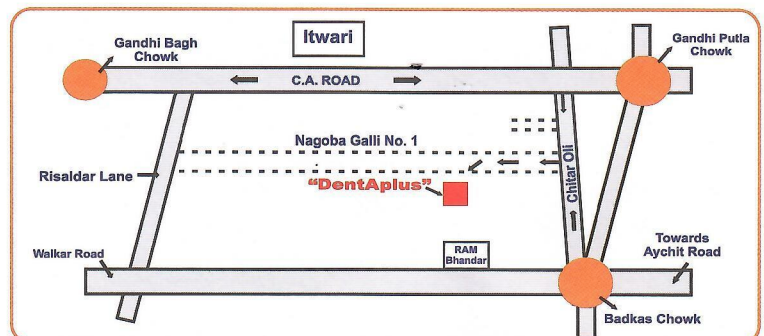 Itwari
Gandhi Bagh
Chowk
Gandhi Putla
Chowk
C.A. ROAD
Nagoba Galli No. 1
Chitar Oli
Risaldar Lane
"DentAplus"
Walkar Road
RAM
Bhandar
Towards
Aychit Road
Badkas Chowk